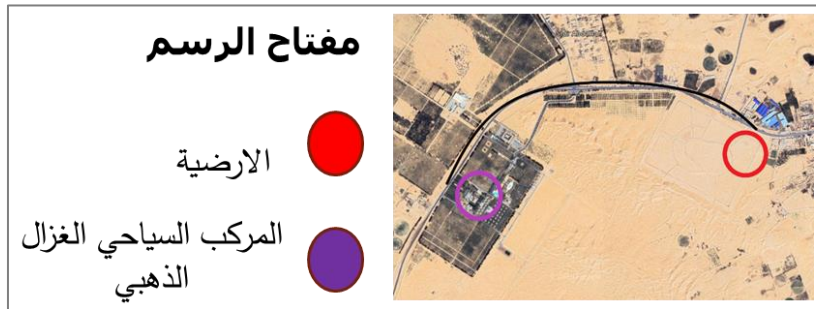 مفتاح الرسم
الارضية
المركب السياحي الغزال
الذهبي